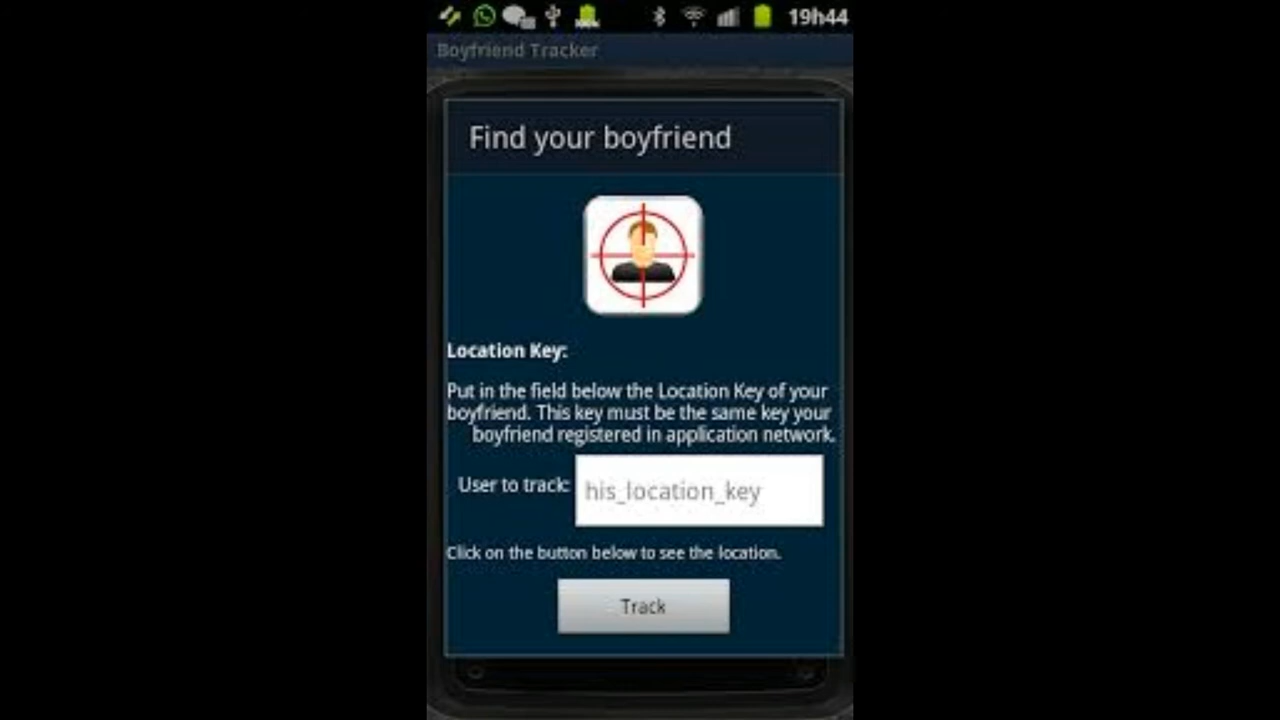 19h44
Boyfriend Tracker
Find your boyfriend
Location Key:
Put in the field below the Location Key of your
boyfriend. This key must be the same key your
boyfriend registered in application network.
User to track: his_location_key
Click on the button below to see the location.
Track